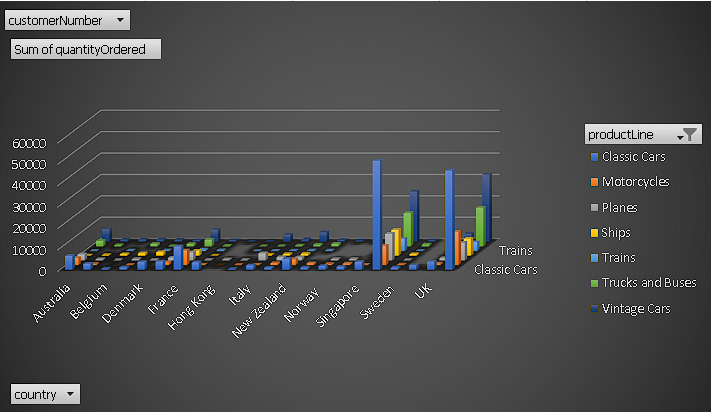 customerNumber
Sum of quantityOrdered
60000
50000
40000
30000
20000
10000
0
Australia
Belgium
Denmark
France
Hong Kong
Italy
New Zealand
Norway
Singapore
Sweden
UK
Trains
Classic Cars
productLine
Classic Cars
Motorcycles
Planes
Ships
Trains
Trucks and Buses
Vintage Cars
country